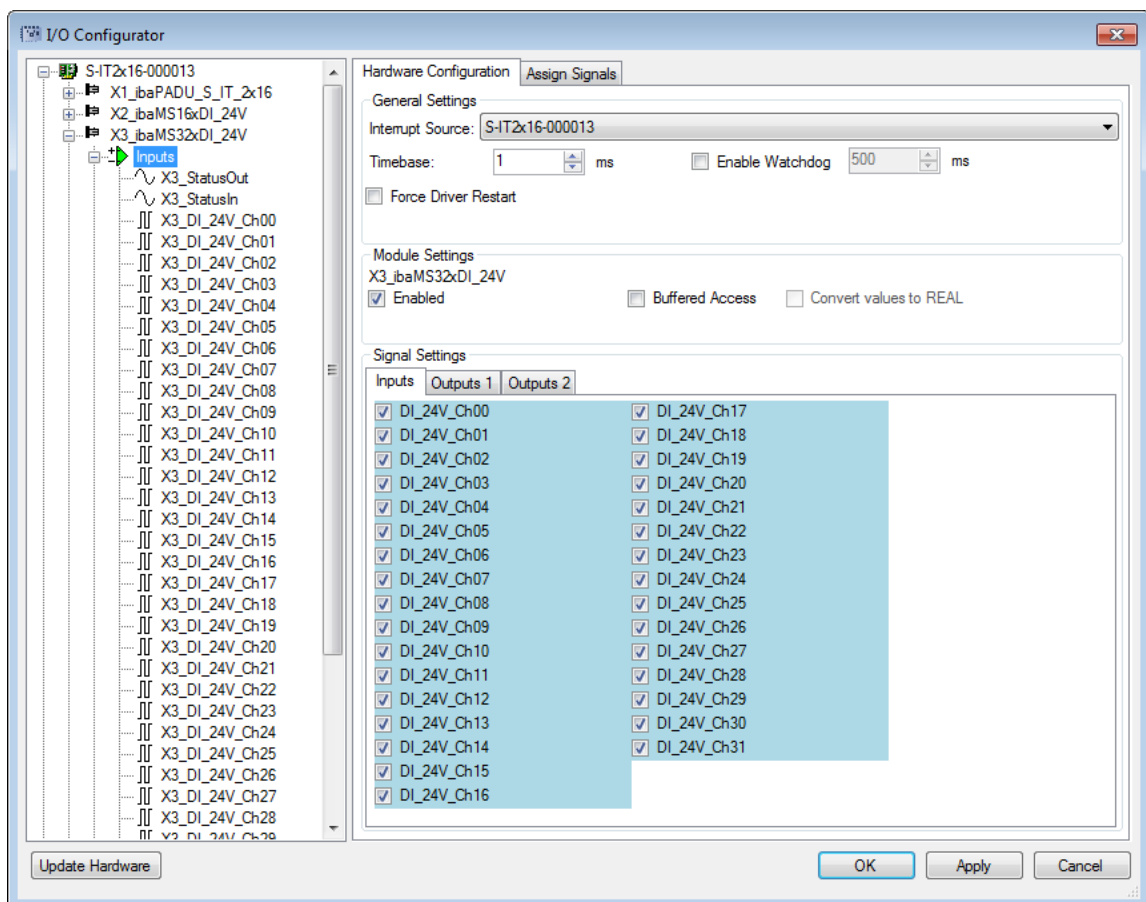 I/O Configurator
S-IT2x16-000013
X1_ibaPADU_S_IT_2x16
X2_ibaMS16xDI_24V
X3_ibaMS32xDI_24V
Inputs
X3_StatusOut
X3_StatusIn
X3_DI_24V_Ch00
X3_DI_24V_Ch01
X3_DI_24V_Ch02
X3_DI_24V_Ch03
X3_DI_24V_Ch04
X3_DI_24V_Ch05
X3_DI_24V_Ch06
X3_DI_24V_Ch07
X3_DI_24V_Ch08
X3_DI_24V_Ch09
X3_DI_24V_Ch10
X3_DI_24V_Ch11
X3_DI_24V_Ch12
X3_DI_24V_Ch13
X3_DI_24V_Ch14
X3_DI_24V_Ch15
X3_DI_24V_Ch16
X3_DI_24V_Ch17
X3_DI_24V_Ch18
X3_DI_24V_Ch19
X3_DI_24V_Ch20
X3_DI_24V_Ch21
X3_DI_24V_Ch22
X3_DI_24V_Ch23
X3_DI_24V_Ch24
X3_DI_24V_Ch25
X3_DI_24V_Ch26
X3_DI_24V_Ch27
X3_DI_24V_Ch28
X3_DI_24V_Ch29
Hardware Configuration Assign Signals
General Settings
Interrupt Source: S-IT2x16-000013
Timebase: 1 ms Enable Watchdog 500 ms
Force Driver Restart
Module Settings
X3_ibaMS32xDI_24V
Enabled Buffered Access Convert values to REAL
Signal Settings
Inputs Outputs 1 Outputs 2
DI_24V_Ch00 DI_24V_Ch17
DI_24V_Ch01 DI_24V_Ch18
DI_24V_Ch02 DI_24V_Ch19
DI_24V_Ch03 DI_24V_Ch20
DI_24V_Ch04 DI_24V_Ch21
DI_24V_Ch05 DI_24V_Ch22
DI_24V_Ch06 DI_24V_Ch23
DI_24V_Ch07 DI_24V_Ch24
DI_24V_Ch08 DI_24V_Ch25
DI_24V_Ch09 DI_24V_Ch26
DI_24V_Ch10 DI_24V_Ch27
DI_24V_Ch11 DI_24V_Ch28
DI_24V_Ch12 DI_24V_Ch29
DI_24V_Ch13 DI_24V_Ch30
DI_24V_Ch14 DI_24V_Ch31
DI_24V_Ch15
DI_24V_Ch16
Update Hardware OK Apply Cancel